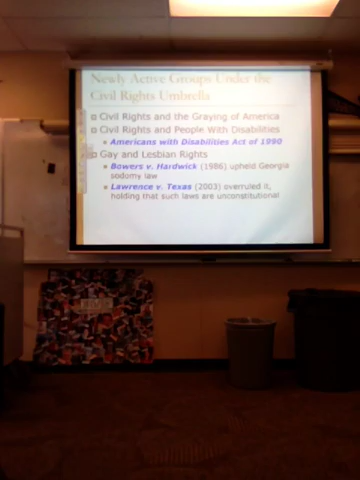 Newly Active Groups Under the
Civil Rights Umbrella
Civil Rights and the Graying of America
Civil Rights and People With Disabilities
Americans with Disabilities Act of 1990
Gay and Lesbian Rights
Bowers v. Hardwick (1986) upheld Georgia
sodomy law
Lawrence v. Texas (2003) overruled it,
holding that such laws are unconstitutional